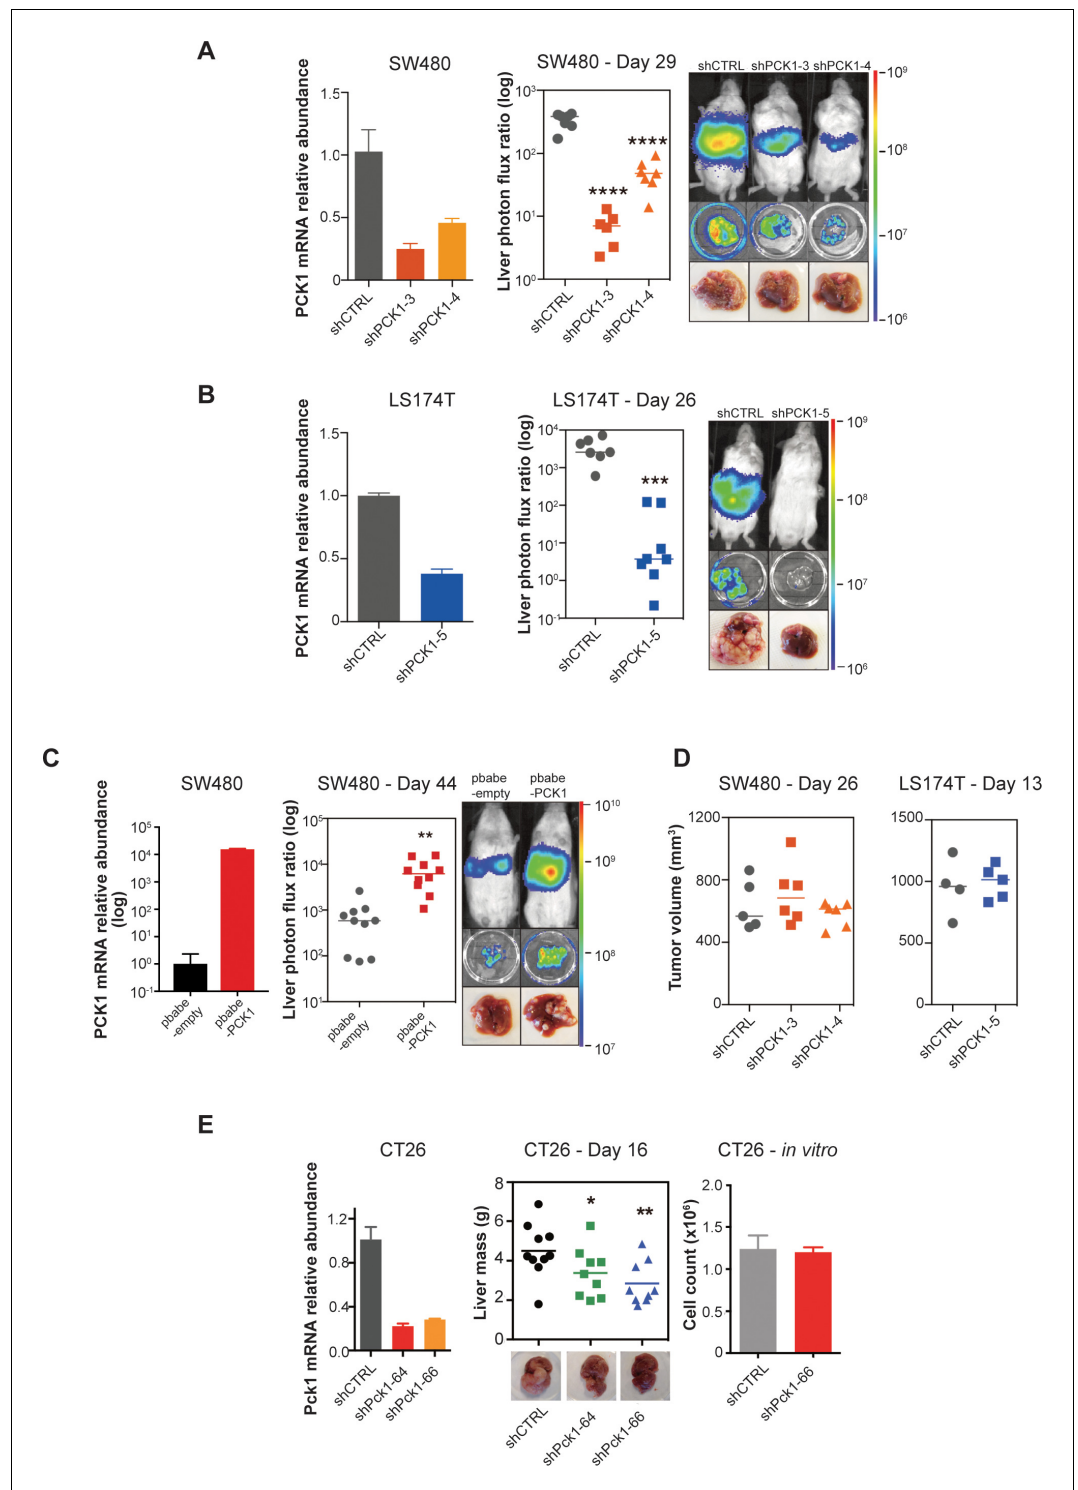 A
SW480
PCK1 mRNA relative abundance
1.5
1.0
0.5
0
shCTRL
shPCK1-3
shPCK1-4
SW480 - Day 29
LIver photon flux ratio (log)
10³
10²
10¹
10⁰
****
****
shCTRL
shPCK1-3
shPCK1-4
shCTRL shPCK1-3 shPCK1-4
10⁹
10⁸
10⁷
10⁶
B
LS174T
PCK1 mRNA relative abundance
1.5
1.0
0.5
0
shCTRL
shPCK1-5
LS174T - Day 26
Liver photon flux ratio (log)
10⁴
10³
10²
10¹
10⁰
10⁻¹
***
shCTRL
shPCK1-5
shCTRL shPCK1-5
10⁹
10⁸
10⁷
10⁶
C
SW480
PCK1 mRNA relative abundance
(log)
10⁵
10⁴
10³
10²
10¹
10⁰
10⁻¹
pbabe
-empty
pbabe
-PCK1
SW480 - Day 44
LIver photon flux ratio (log)
10⁵
10⁴
10³
10²
10¹
**
pbabe
-empty
pbabe
-PCK1
pbabe
-empty
pbabe
-PCK1
10¹⁰
10⁹
10⁸
10⁷
D
SW480 - Day 26
Tumor volume (mm³)
1200
800
400
0
shCTRL
shPCK1-3
shPCK1-4
LS174T - Day 13
1500
1000
500
0
shCTRL
shPCK1-5
E
CT26
Pck1 mRNA relative abundance
1.2
0.8
0.4
0.0
shCTRL
shPck1-64
shPck1-66
CT26 - Day 16
Liver mass (g)
8
6
4
2
0
*
**
shCTRL
shPck1-64
shPck1-66
CT26 - in vitro
Cell count (x10⁶)
2.0
1.5
1.0
0.5
0
shCTRL
shPck1-66